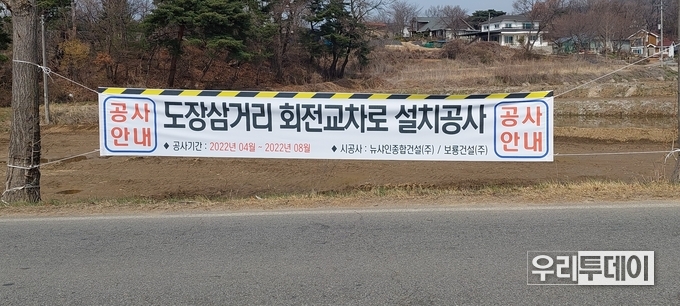 공사
안내
도장삼거리 회전교차로 설치공사
◆ 공사기간 : 2022년 04월 - 2022년 08월 ◆ 시공사 : 뉴샤인종합건설(주) / 보룡건설(주)
공사
안내
우리투데이